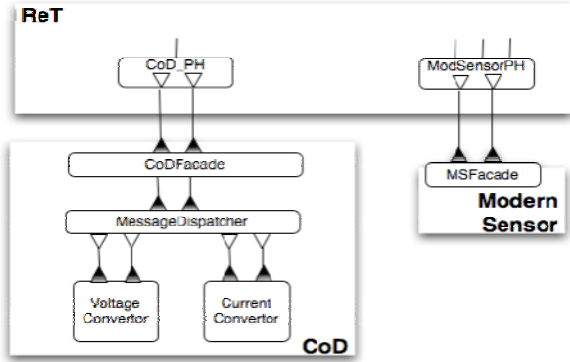 ReT
CoD_PH
ModSensorPH
CoDFacade
MSFacade
Modern
Sensor
MessageDispatcher
Voltage
Convertor
Current
Convertor
CoD